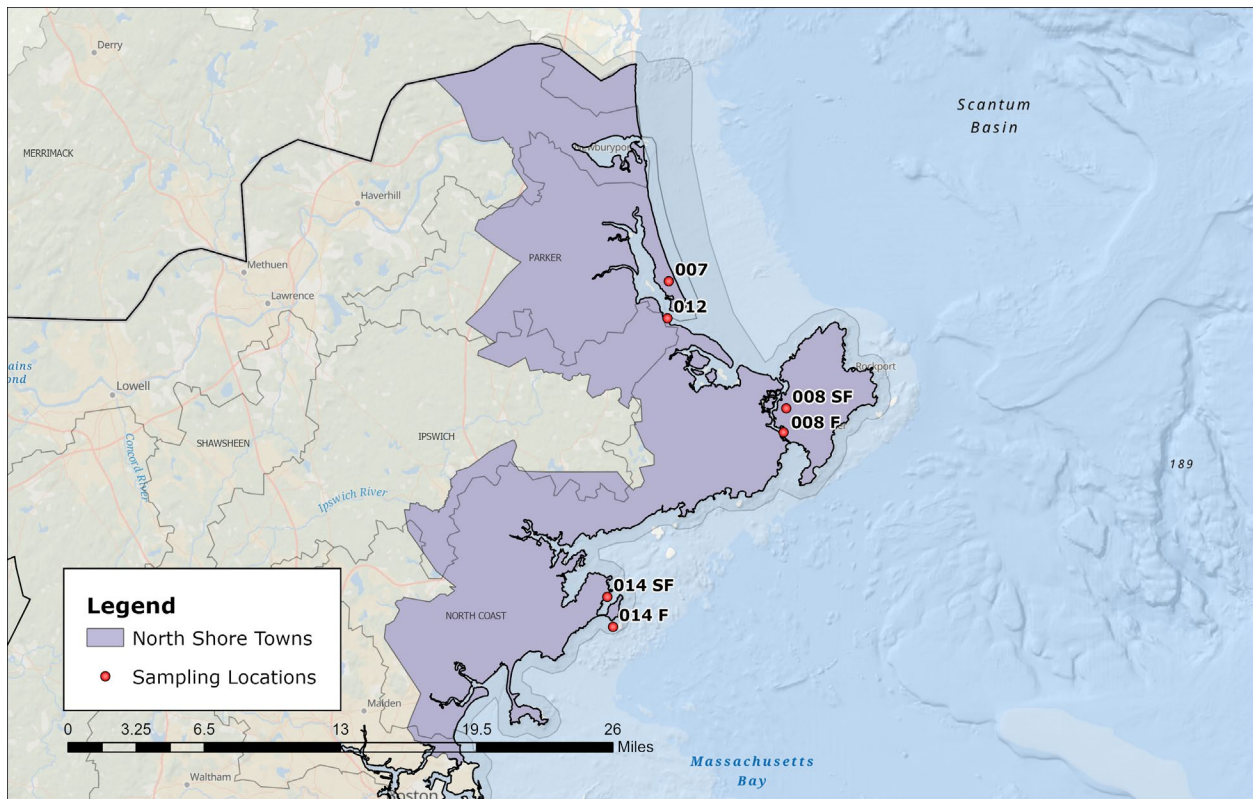 Derry
Scantum
Basin
MERRIMACK
Newburyport
Haverhill
PARKER
Methuen
007
Lawrence
012
ains
ond
Rockport
Lowell
008 SF
008 F
SHAWSHEEN
IPSWICH
189
Concord River
Ipswich River
014 SF
NORTH COAST
014 F
Legend
North Shore Towns
Sampling Locations
Malden
0 3.25 6.5 13 19.5 26
Miles
Massachusetts
Bay
Waltham
Boston